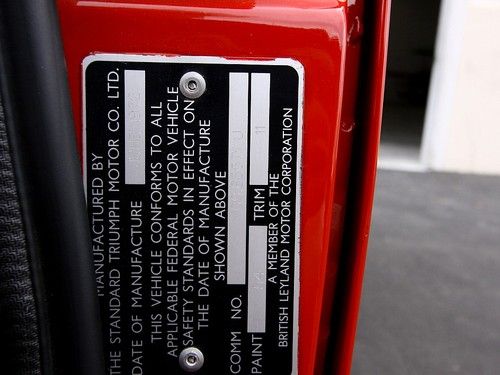 MANUFACTURED BY
THE STANDARD TRIUMPH MOTOR CO. LTD.
DATE OF MANUFACTURE
THIS VEHICLE CONFORMS TO ALL
APPLICABLE FEDERAL MOTOR VEHICLE
SAFETY STANDARDS IN EFFECT ON
THE DATE OF MANUFACTURE
SHOWN ABOVE
COMM NO.
PAINT TRIM 11
A MEMBER OF THE
BRITISH LEYLAND MOTOR CORPORATION